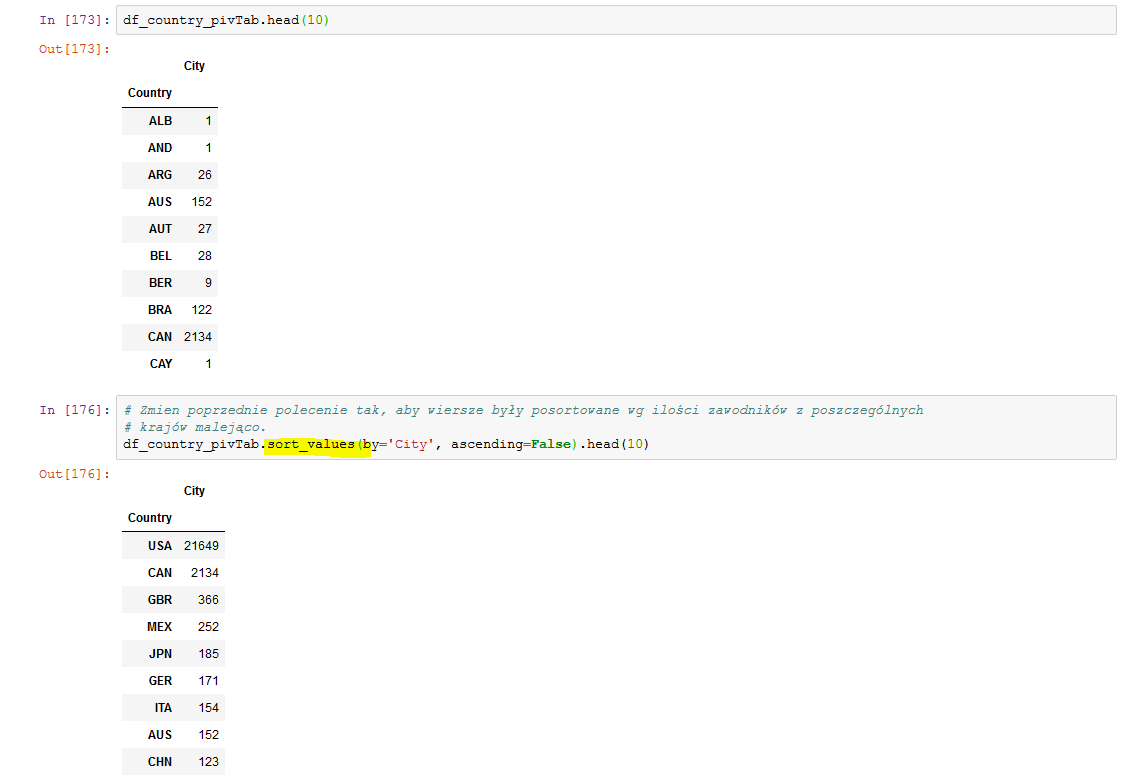 In [173]: df_country_pivTab.head(10)
Out[173]:
City
Country
ALB 1
AND 1
ARG 26
AUS 152
AUT 27
BEL 28
BER 9
BRA 122
CAN 2134
CAY 1
In [176]: # Zmien poprzednie polecenie tak, aby wiersze były posortowane wg ilości zawodników z poszczególnych
# krajów malejąco.
df_country_pivTab.sort_values(by='City', ascending=False).head(10)
Out[176]:
City
Country
USA 21649
CAN 2134
GBR 366
MEX 252
JPN 185
GER 171
ITA 154
AUS 152
CHN 123